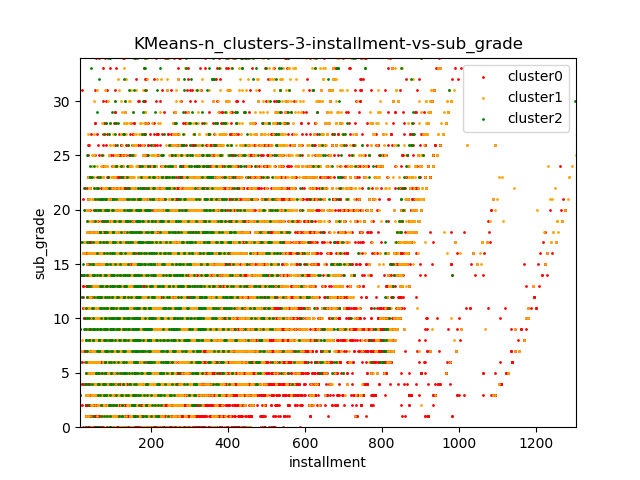 KMeans-n_clusters-3-installment-vs-sub_grade
cluster0
cluster1
cluster2
30
25
20
15
10
5
0
sub_grade
200 400 600 800 1000 1200
installment